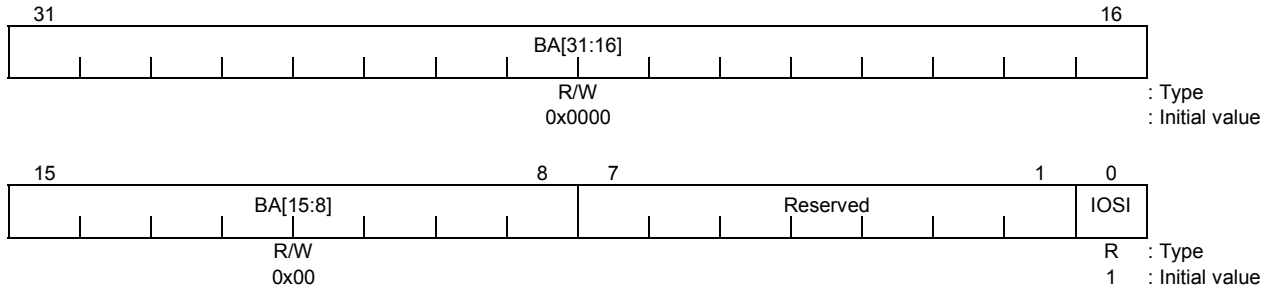 31 16
BA[31:16]
R/W : Type
0x0000 : Initial value
15 8 7 1 0
BA[15:8] Reserved IOSI
R/W R : Type
0x00 1 : Initial value